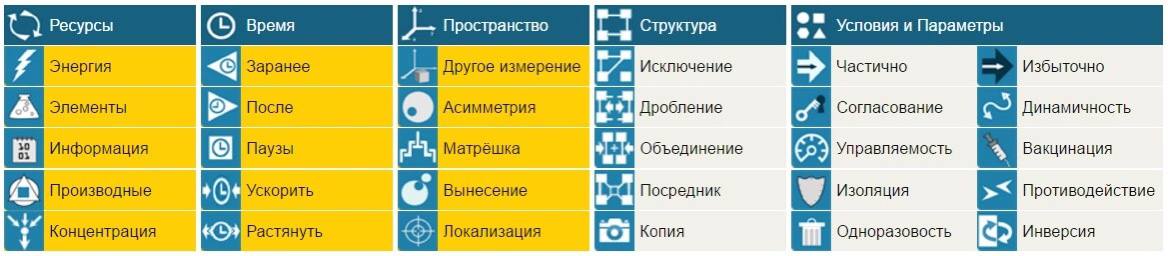 Ресурсы Время Пространство Структура Условия и Параметры
Энергия Заранее Другое измерение Исключение Частично Избыточно
Элементы После Асимметрия Дробление Согласование Динамичность
10 01 Информация Паузы Матрёшка Объединение Управляемость Вакцинация
Производные Ускорить Вынесение Посредник Изоляция Противодействие
Концентрация Растянуть Локализация Копия Одноразовость Инверсия